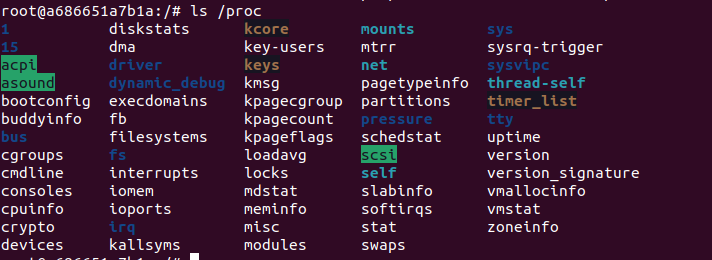 root@a686651a7b1a:/# ls /proc
1 diskstats kcore mounts sys
15 dma key-users mtrr sysrq-trigger
acpi driver keys net sysvipc
asound dynamic_debug kmsg pagetypeinfo thread-self
bootconfig execdomains kpagecgroup partitions timer_list
buddyinfo fb kpagecount pressure tty
bus filesystems kpageflags schedstat uptime
cgroups fs loadavg scsi version
cmdline interrupts locks self version_signature
consoles iomem mdstat slabinfo vmallocinfo
cpuinfo ioports meminfo softirqs vmstat
crypto irq misc stat zoneinfo
devices kallsyms modules swaps
root@a686651a7b1a:/#